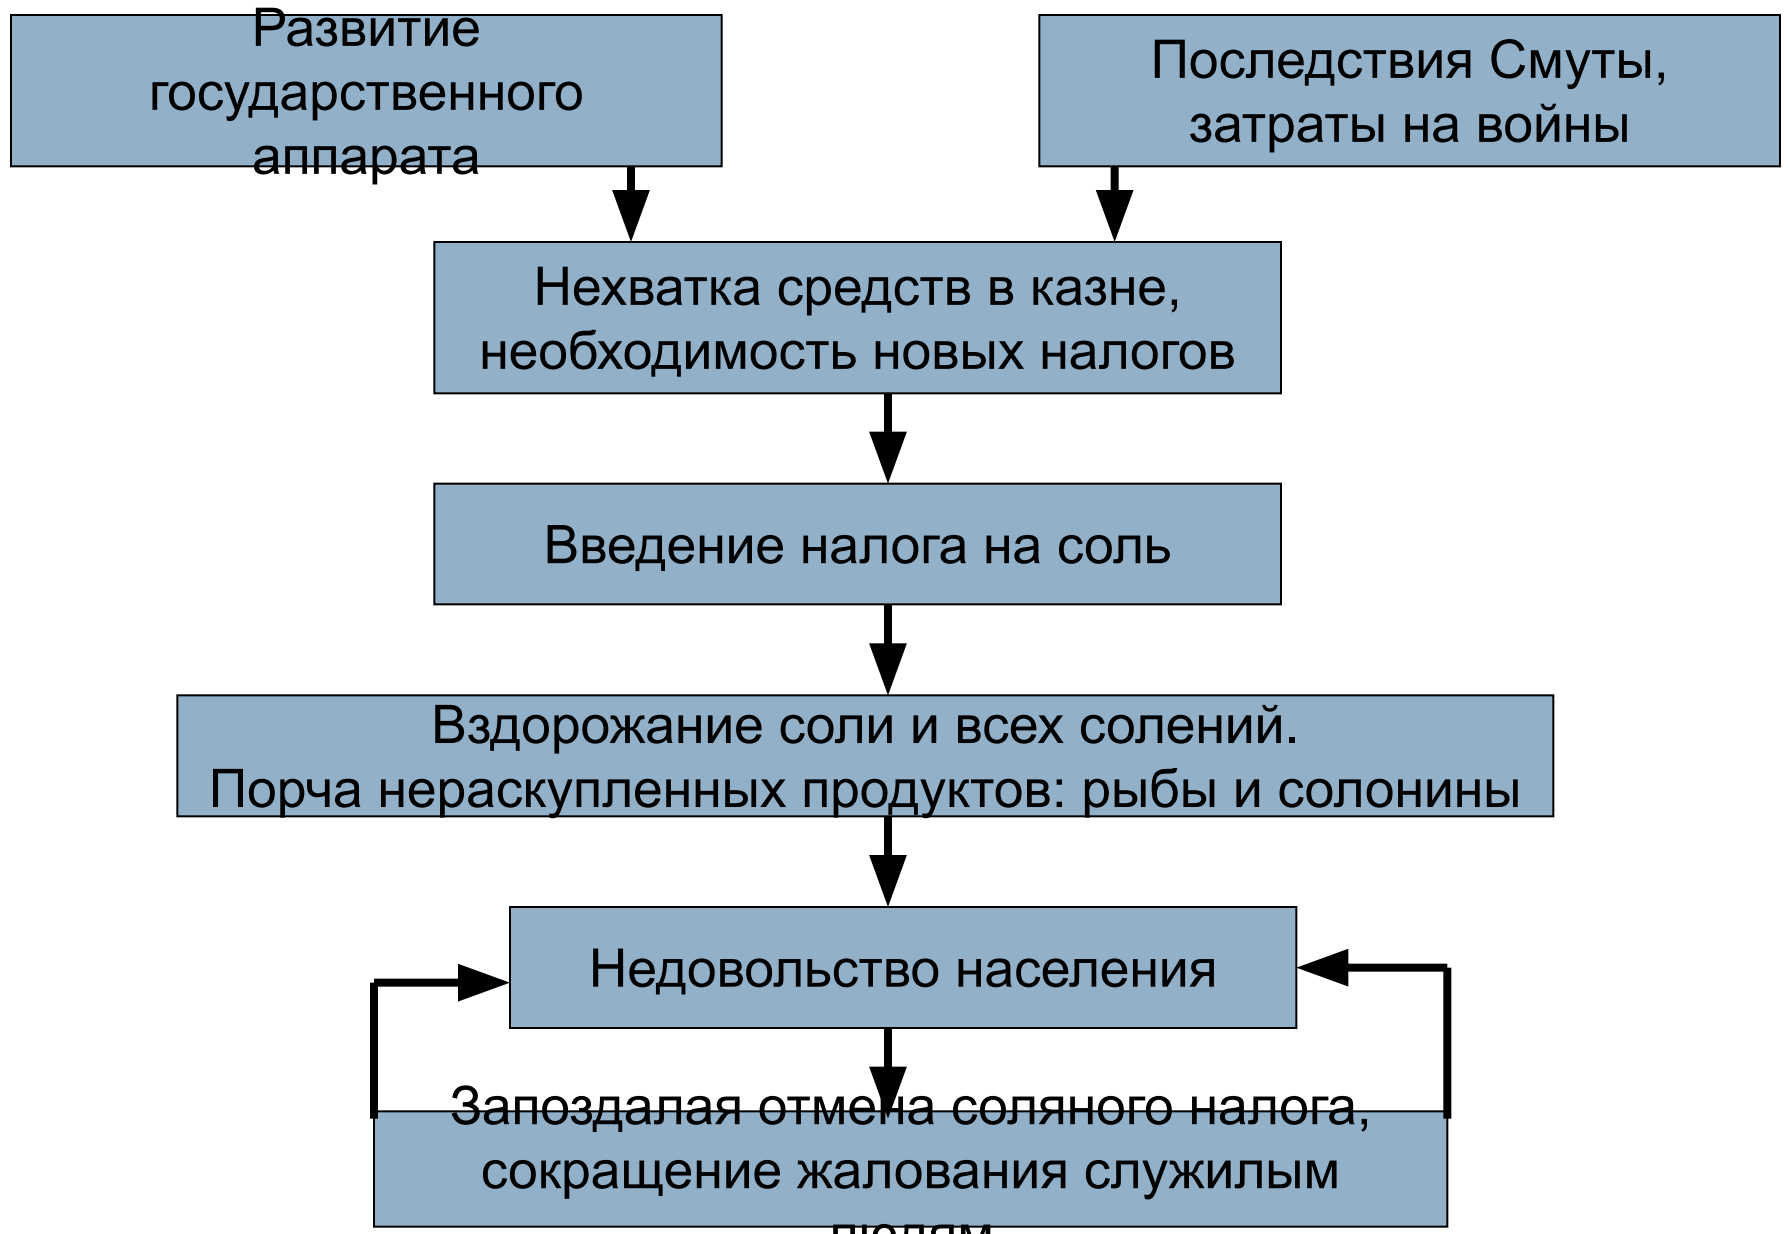 Развитие
государственного
аппарата
Последствия Смуты,
затраты на войны
Нехватка средств в казне,
необходимость новых налогов
Введение налога на соль
Вздорожание соли и всех солений.
Порча нераскупленных продуктов: рыбы и солонины
Недовольство населения
Запоздалая отмена соляного налога,
сокращение жалования служилым
людям